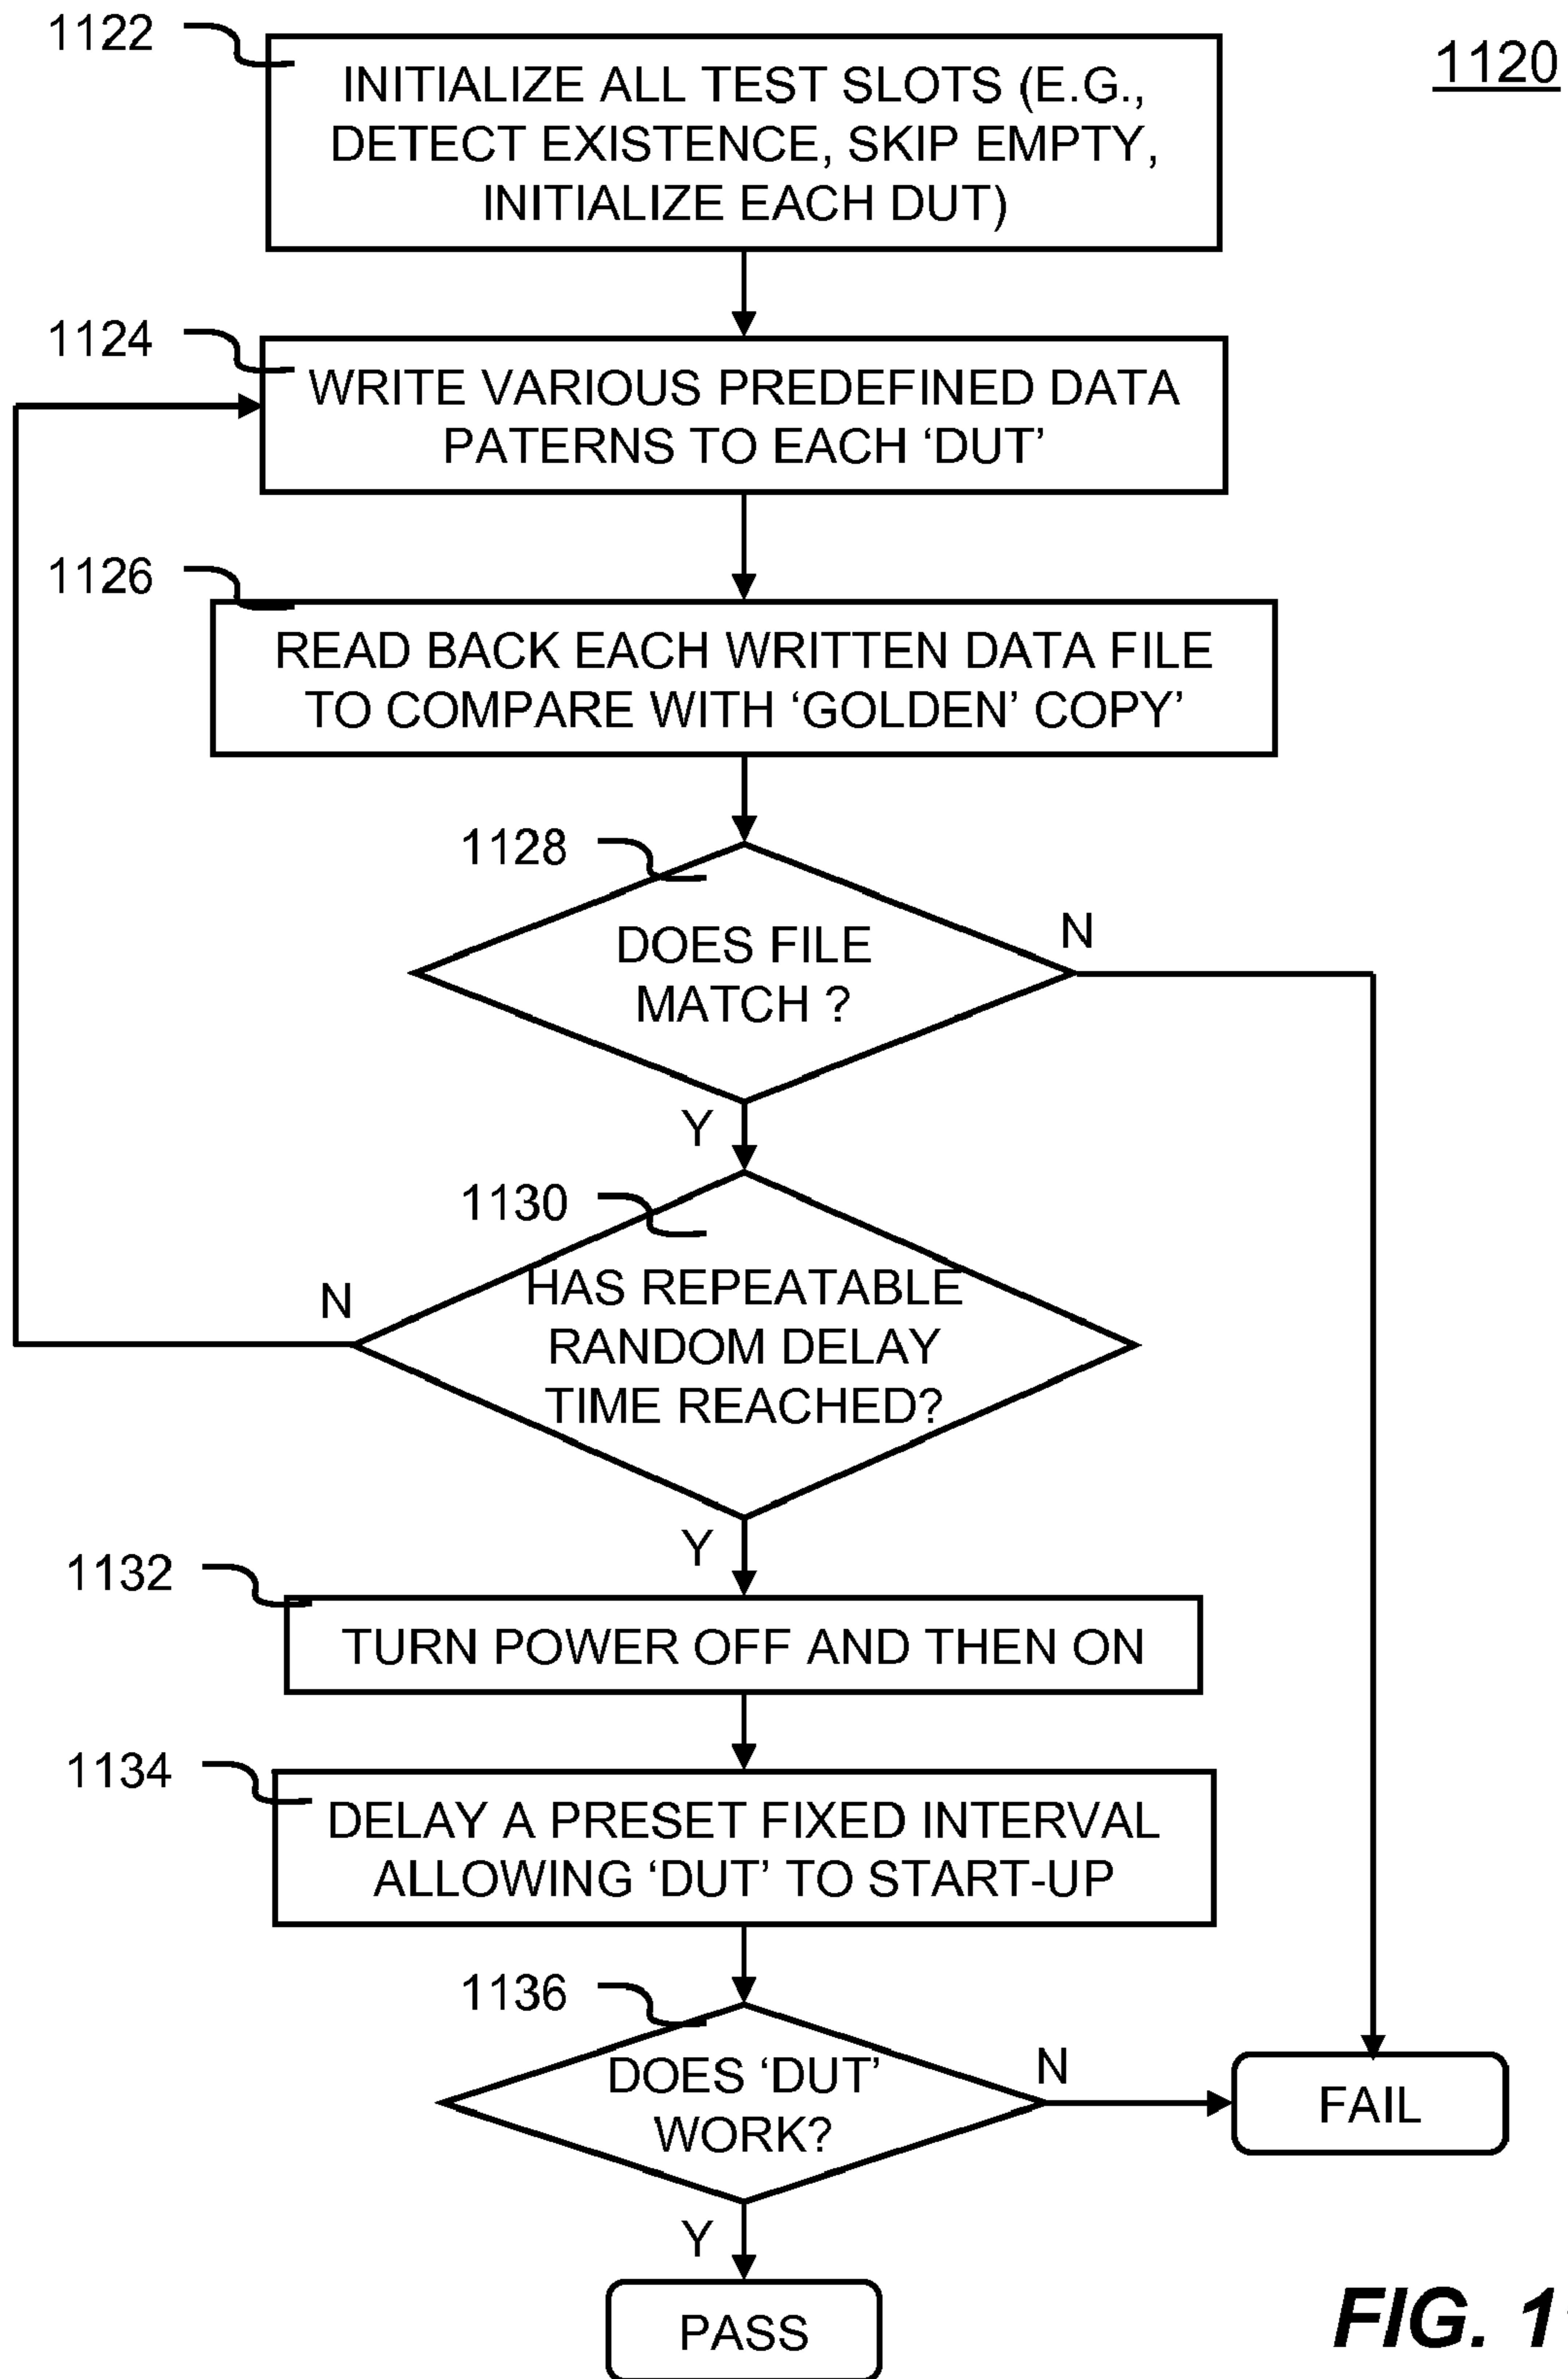 1122
1120
INITIALIZE ALL TEST SLOTS (E.G.,
DETECT EXISTENCE, SKIP EMPTY,
INITIALIZE EACH DUT)
1124
WRITE VARIOUS PREDEFINED DATA
PATERNS TO EACH ‘DUT’
1126
READ BACK EACH WRITTEN DATA FILE
TO COMPARE WITH ‘GOLDEN’ COPY’
1128
DOES FILE
MATCH ?
N
Y
1130
HAS REPEATABLE
RANDOM DELAY
TIME REACHED?
N
Y
1132
TURN POWER OFF AND THEN ON
1134
DELAY A PRESET FIXED INTERVAL
ALLOWING ‘DUT’ TO START-UP
1136
DOES ‘DUT’
WORK?
N
FAIL
Y
PASS
FIG. 1